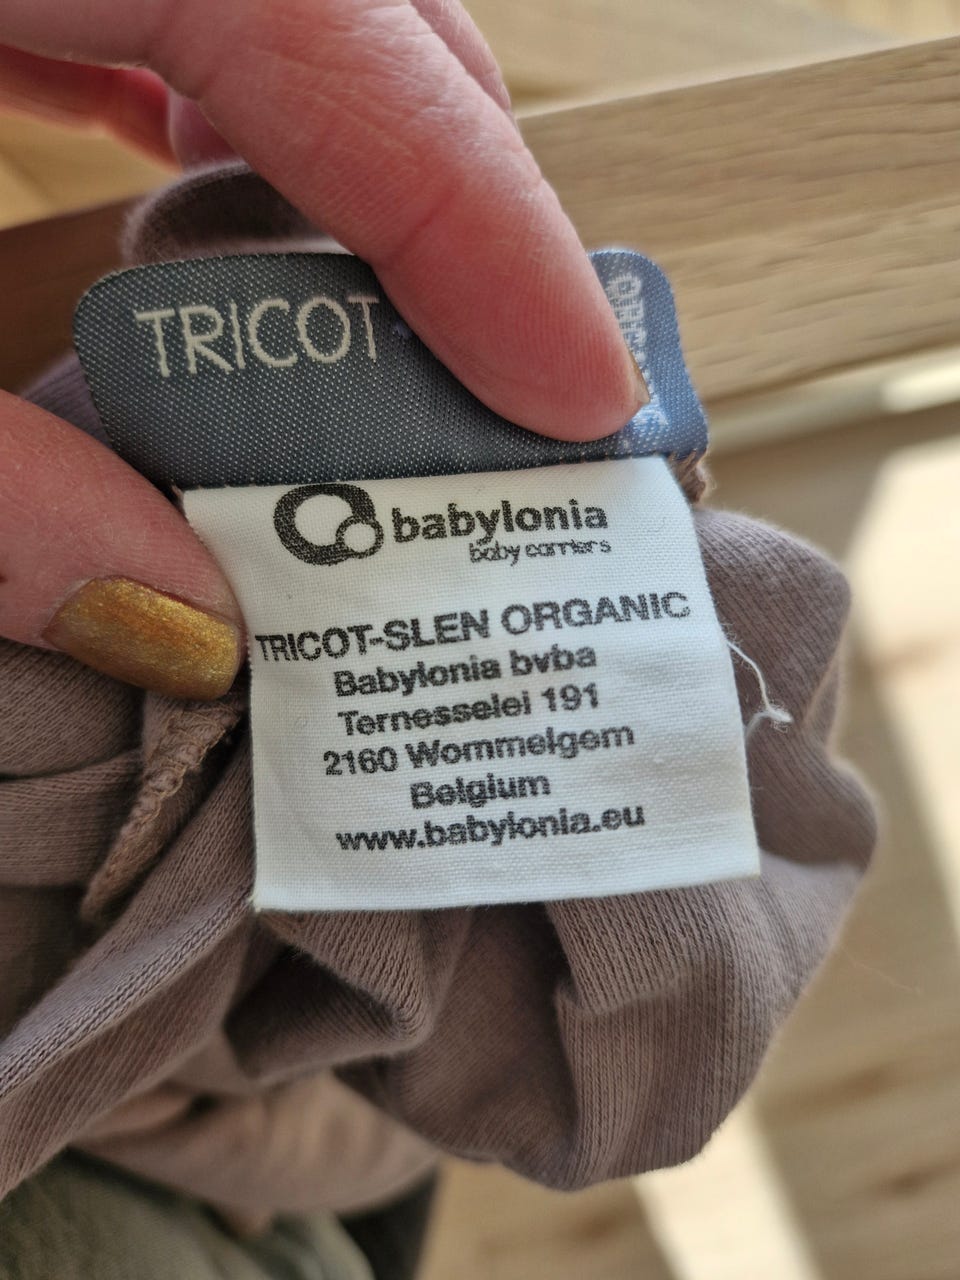 TRICOT
babylonia
baby carriers
TRICOT-SLEN ORGANIC
Babylonia bvba
Ternesselei 191
2160 Wommelgem
Belgium
www.babylonia.eu